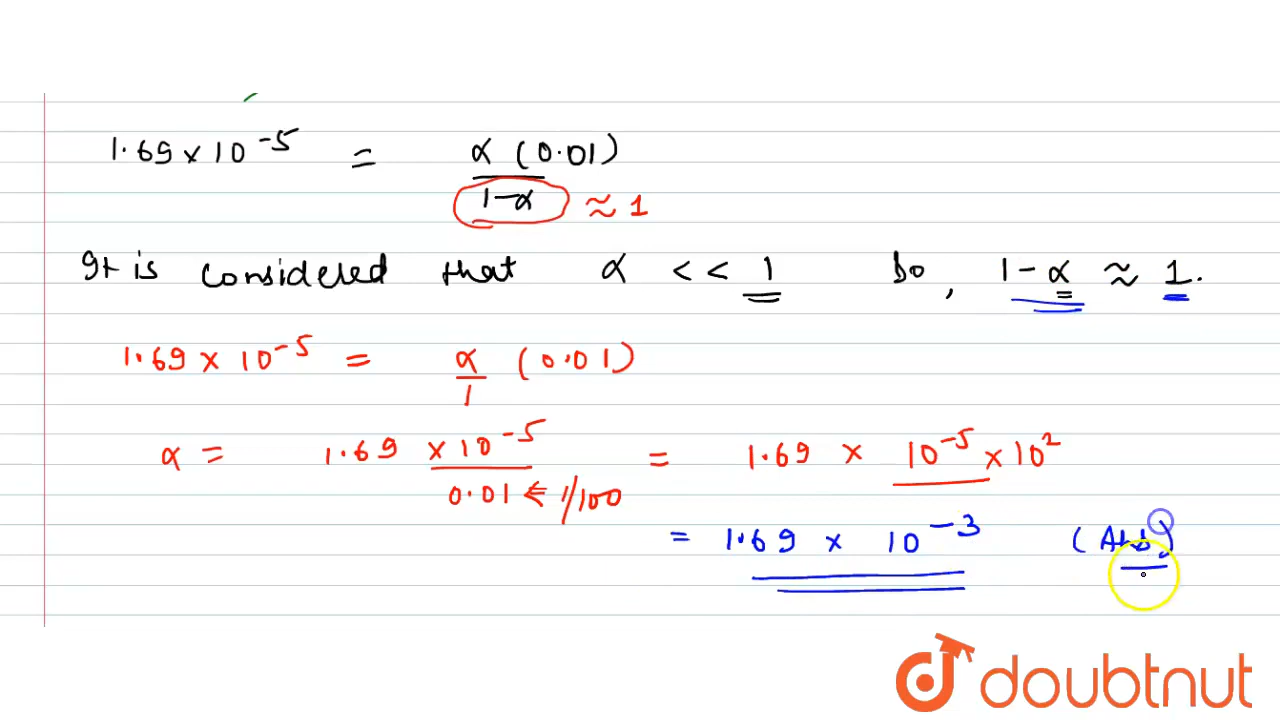 1.69 × 10⁻⁵ = α (0.01)
1-α ≈ 1
It is considered that α << 1 So, 1-α ≈ 1.
1.69 × 10⁻⁵ = α (0.01)
1
α = 1.69 × 10⁻⁵ = 1.69 × 10⁻⁵ × 10²
0.01 ← 1/100
= 1.69 × 10⁻³ (Ans)
doubtnut